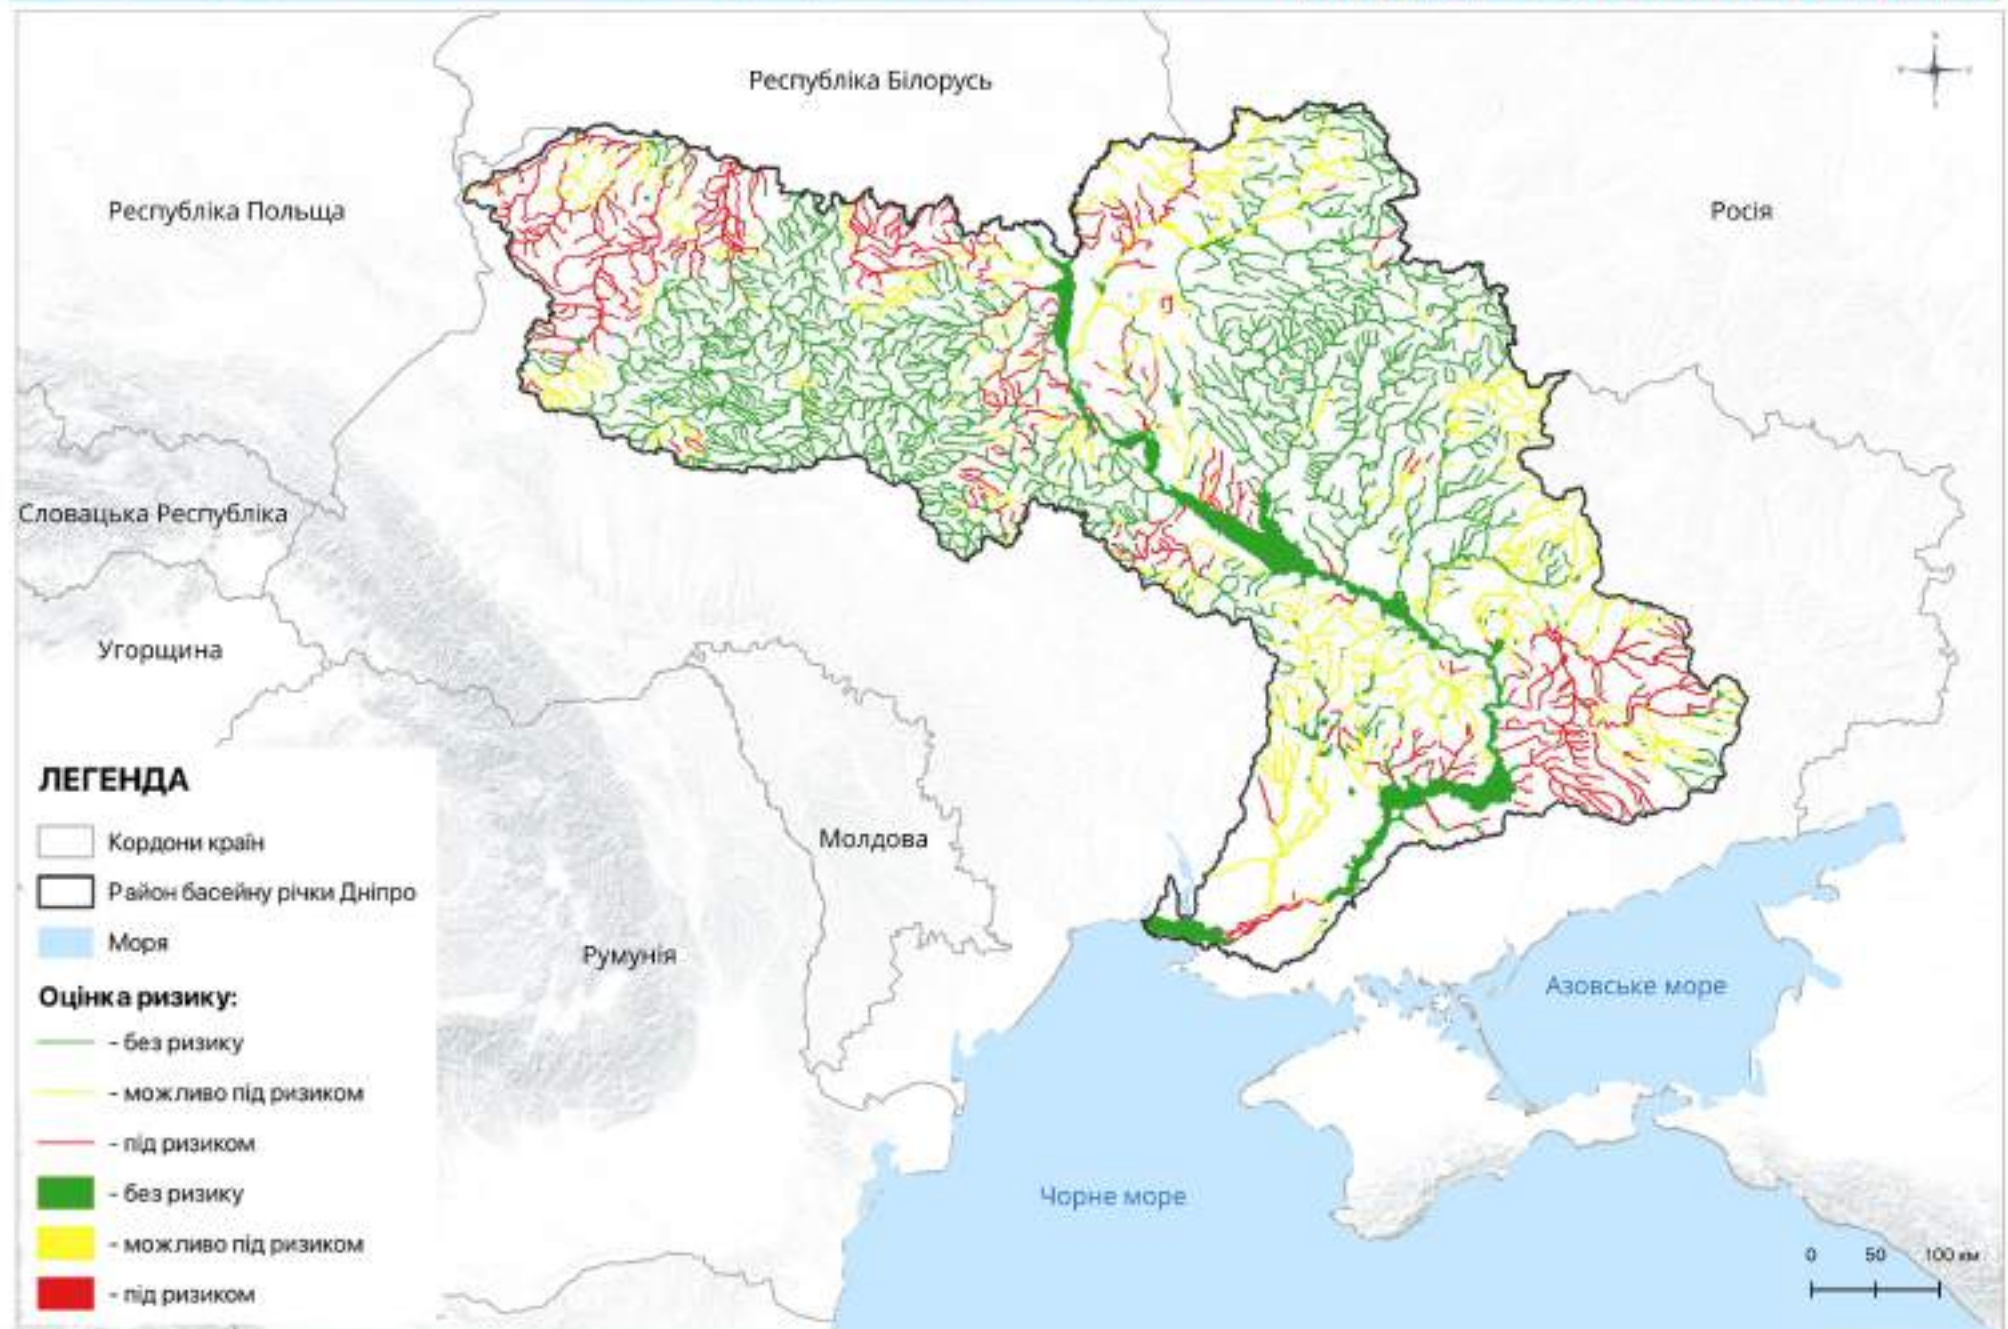 Республіка Білорусь
Республіка Польща
Росія
Словацька Республіка
Угорщина
ЛЕГЕНДА
Кордони країн
Район басейну річки Дніпро
Моря
Оцінка ризику:
- без ризику
- можливо під ризиком
- під ризиком
- без ризику
- можливо під ризиком
- під ризиком
Молдова
Румунія
Азовське море
Чорне море
0 50 100 км